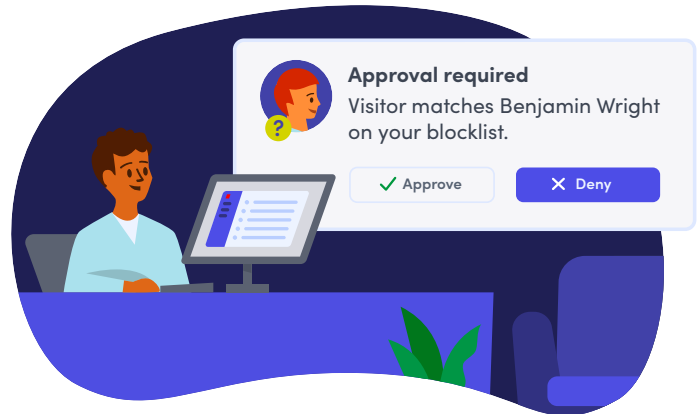 Approval required
Visitor matches Benjamin Wright
on your blocklist.
?
Approve
Deny